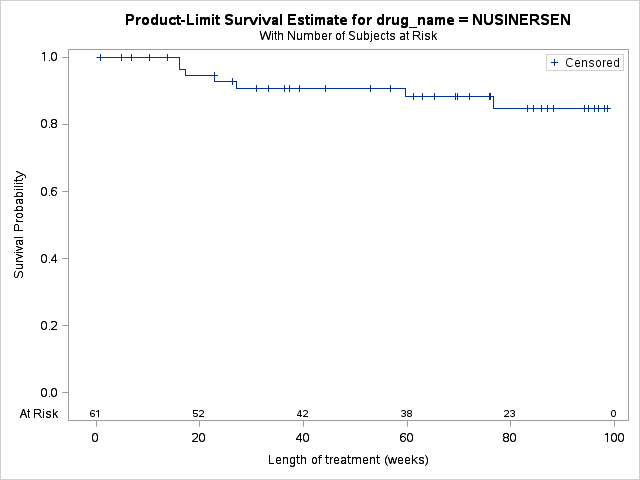 Product-Limit Survival Estimate for drug_name = NUSINERSEN
With Number of Subjects at Risk
+ Censored
1.0
0.8
0.6
0.4
0.2
0.0
Survival Probability
At Risk 61 52 42 38 23 0
0 20 40 60 80 100
Length of treatment (weeks)